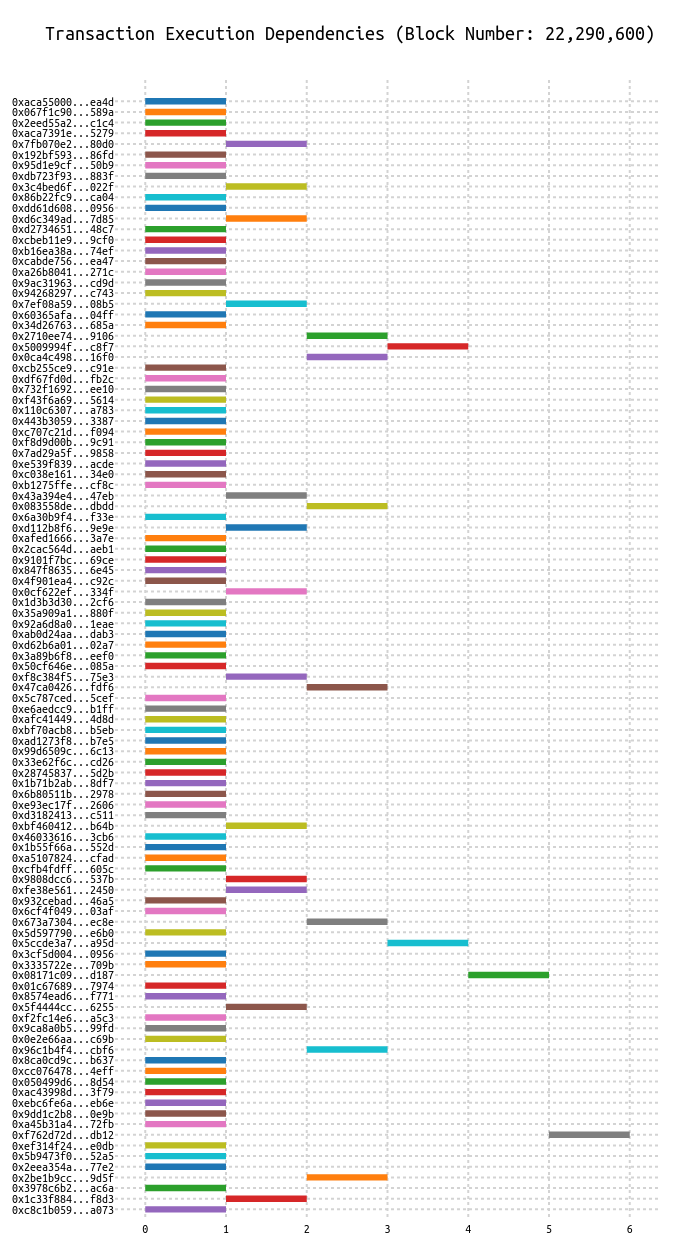 Transaction Execution Dependencies (Block Number: 22,290,600)
0xaca55000...ea4d
0x067f1c90...589a
0x2eed55a2...c1c4
0xaca7391e...5279
0x7fb070e2...80d0
0x192bf593...86fd
0x95d1e9cf...50b9
0xdb723f93...883f
0x3c4bed6f...022f
0x86b22fc9...ca04
0xdd61d608...0956
0xd6c349ad...7d85
0xd2734651...48c7
0xcbeb11e9...9cf0
0xb16ea38a...74ef
0xcabde756...ea47
0xa26b8041...271c
0x9ac31963...cd9d
0x94268297...c743
0x7ef08a59...08b5
0x60365afa...04ff
0x34d26763...685a
0x2710ee74...9106
0x5009994f...c8f7
0x0ca4c498...16f0
0xcb255ce9...c91e
0xdf67fd0d...fb2c
0x732f1692...ee10
0xf43f6a69...5614
0x110c6307...a783
0x443b3059...3387
0xc707c21d...f094
0xf8d9d00b...9c91
0x7ad29a5f...9858
0xe539f839...acde
0xc038e161...34e0
0xb1275ffe...cf8c
0x43a394e4...47eb
0x083558de...dbdd
0x6a30b9f4...f33e
0xd112b8f6...9e9e
0xafed1666...3a7e
0x2cac564d...aeb1
0x9101f7bc...69ce
0x847f8635...6e45
0x4f901ea4...c92c
0x0cf622ef...334f
0x1d3b3d30...2cf6
0x35a909a1...880f
0x92a6d8a0...1eae
0xab0d24aa...dab3
0xd62b6a01...02a7
0x3a89b6f8...eef0
0x50cf646e...085a
0xf8c384f5...75e3
0x47ca0426...fdf6
0x5c787ced...5cef
0xe6aedcc9...b1ff
0xafc41449...4d8d
0xbf70acb8...b5eb
0xad1273f8...b7e5
0x99d6509c...6c13
0x33e62f6c...cd26
0x28745837...5d2b
0x1b71b2ab...8df7
0x6b80511b...2978
0xe93ec17f...2606
0xd3182413...c511
0xbf460412...b64b
0x46033616...3cb6
0x1b55f66a...552d
0xa5107824...cfad
0xcfb4fdff...605c
0x9808dcc6...537b
0xfe38e561...2450
0x932cebad...46a5
0x6cf4f049...03af
0x673a7304...ec8e
0x5d597790...e6b0
0x5ccde3a7...a95d
0x3cf5d004...0956
0x3335722e...709b
0x08171c09...d187
0x01c67689...7974
0x8574ead6...f771
0x5f4444cc...6255
0xf2fc14e6...a5c3
0x9ca8a0b5...99fd
0x0e2e66aa...c69b
0x96c1b4f4...cbf6
0x8ca0cd9c...b637
0xcc076478...4eff
0x050499d6...8d54
0xac43998d...3f79
0xebc6fe6a...eb6e
0x9dd1c2b8...0e9b
0xa45b31a4...72fb
0xf762d72d...db12
0xef314f24...e0db
0x5b9473f0...52a5
0x2eea354a...77e2
0x2be1b9cc...9d5f
0x3978c6b2...ac6a
0x1c33f884...f8d3
0xc8c1b059...a073
0 1 2 3 4 5 6